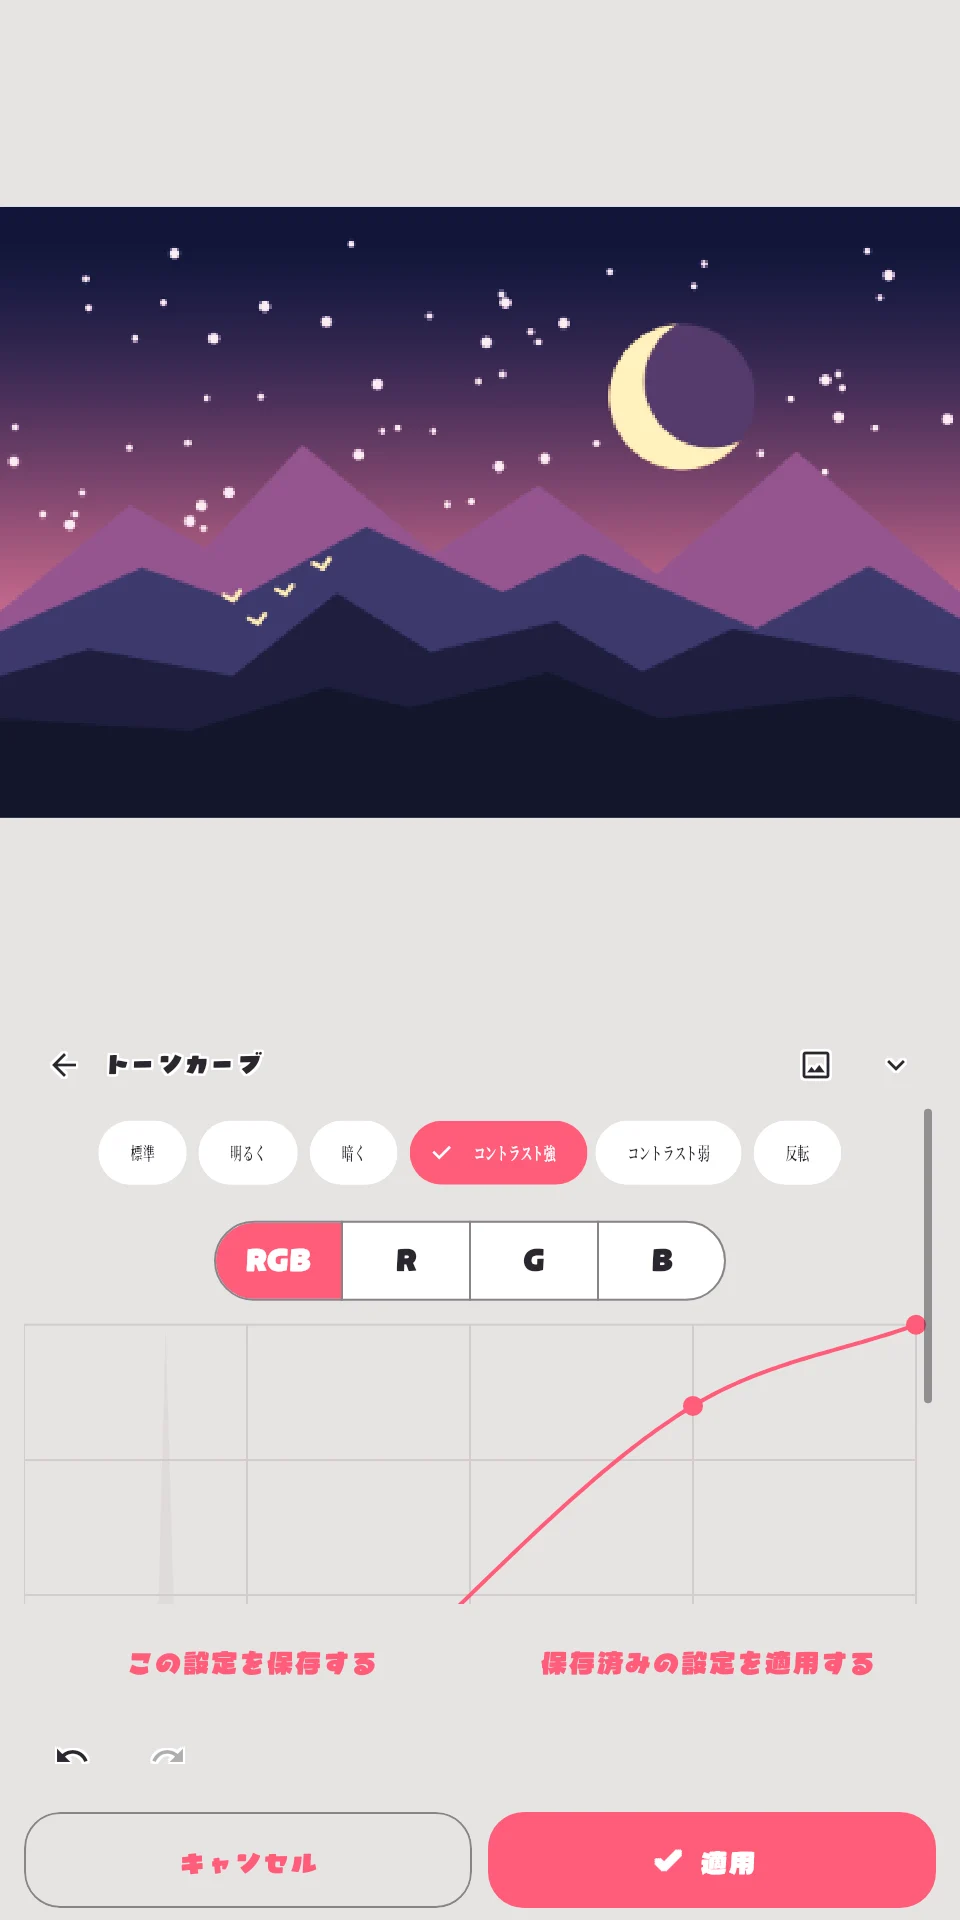 トーンカーブ
標準
明るく
暗く
コントラスト強
コントラスト弱
反転
RGB
R
G
B
この設定を保存する
保存済みの設定を適用する
キャンセル
適用